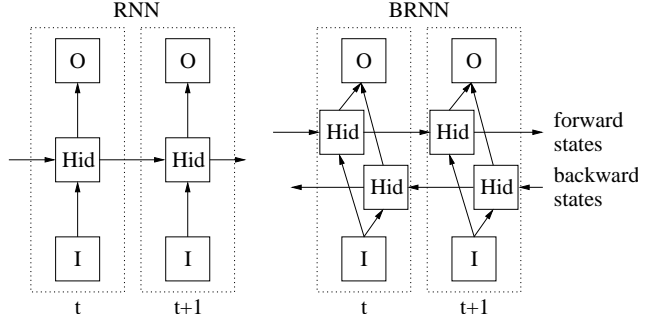 RNN BRNN
O O O O
Hid Hid Hid Hid forward
states
Hid Hid backward
states
I I I I
t t+1 t t+1